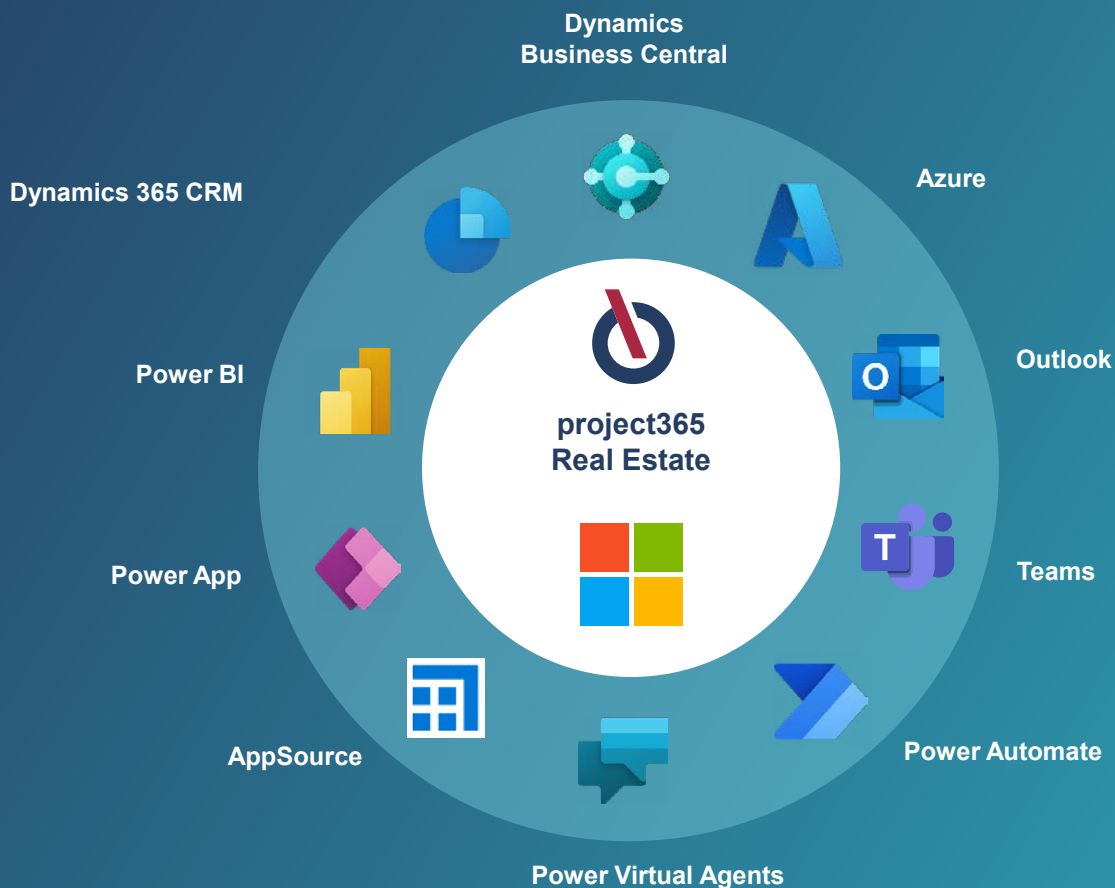 Dynamics
Business Central
Dynamics 365 CRM
Azure
Power BI
Outlook
O
project365
Real Estate
Power App
Teams
T
AppSource
Power Automate
Power Virtual Agents